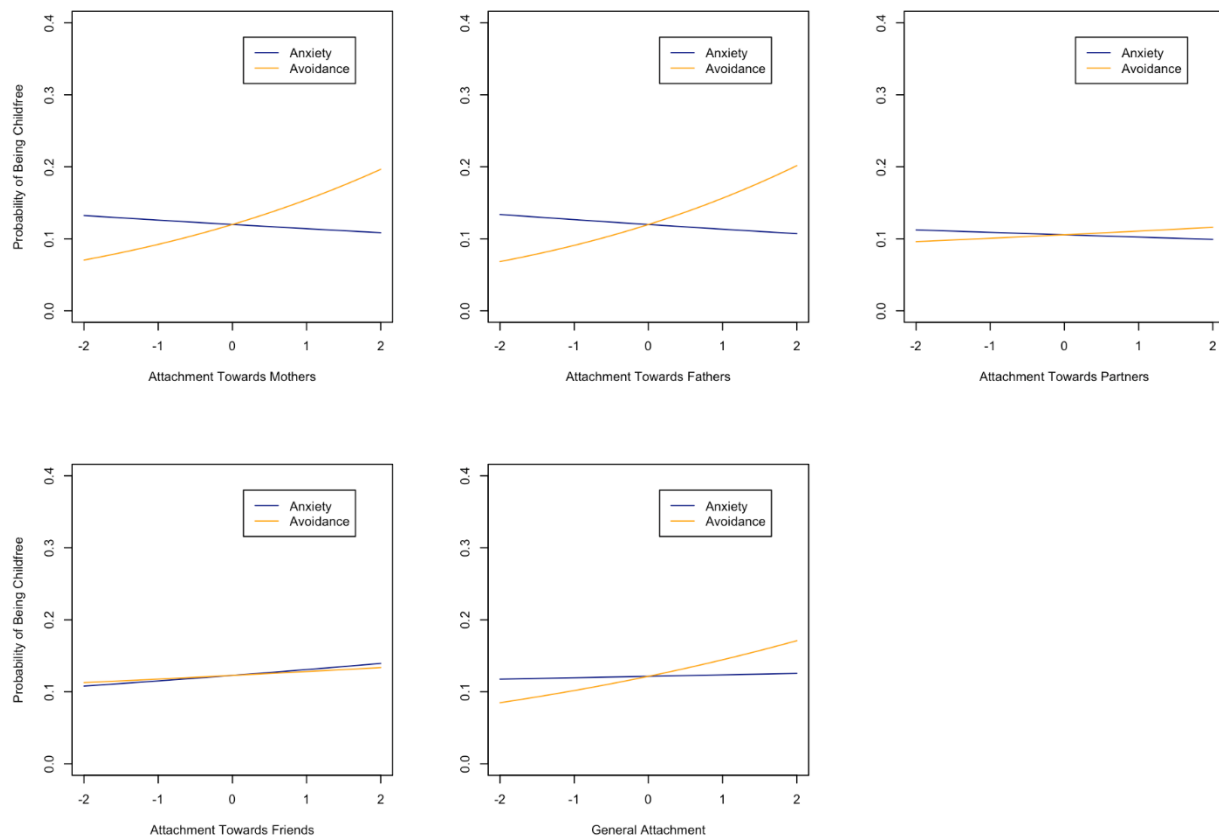 Probability of Being Childfree
0.0 0.1 0.2 0.3 0.4
Anxiety
Avoidance
-2 -1 0 1 2
Attachment Towards Mothers
0.0 0.1 0.2 0.3 0.4
Anxiety
Avoidance
-2 -1 0 1 2
Attachment Towards Fathers
0.0 0.1 0.2 0.3 0.4
Anxiety
Avoidance
-2 -1 0 1 2
Attachment Towards Partners
Probability of Being Childfree
0.0 0.1 0.2 0.3 0.4
Anxiety
Avoidance
-2 -1 0 1 2
Attachment Towards Friends
0.0 0.1 0.2 0.3 0.4
Anxiety
Avoidance
-2 -1 0 1 2
General Attachment